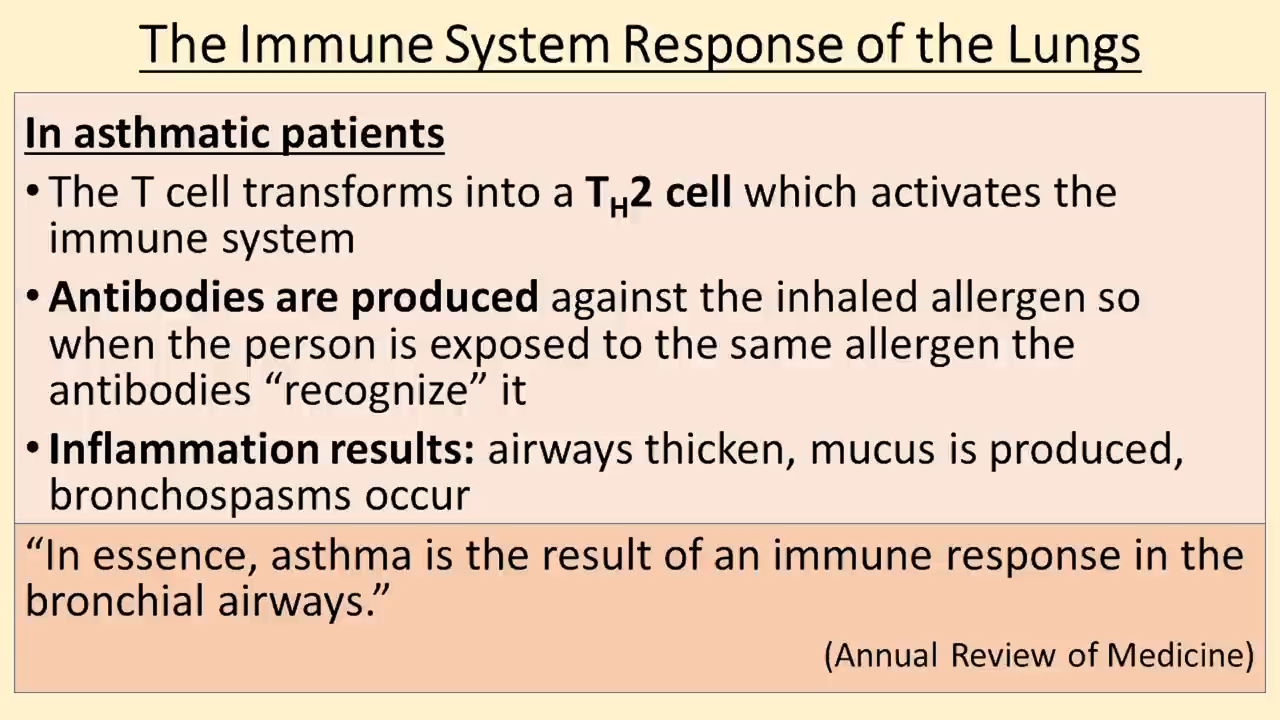 The Immune System Response of the Lungs
In asthmatic patients
• The T cell transforms into a TH2 cell which activates the
immune system
• Antibodies are produced against the inhaled allergen so
when the person is exposed to the same allergen the
antibodies “recognize” it
• Inflammation results: airways thicken, mucus is produced,
bronchospasms occur
“In essence, asthma is the result of an immune response in the
bronchial airways.”
(Annual Review of Medicine)